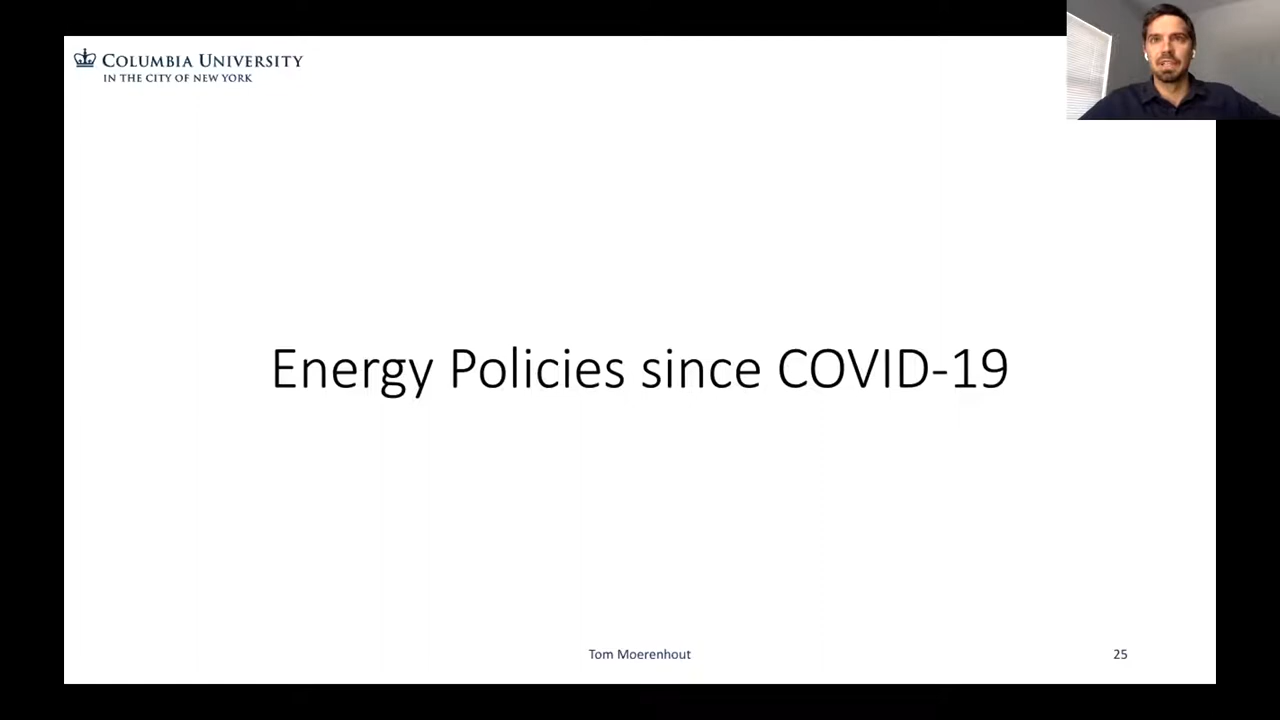 COLUMBIA UNIVERSITY
IN THE CITY OF NEW YORK
Energy Policies since COVID-19
Tom Moerenhout
25